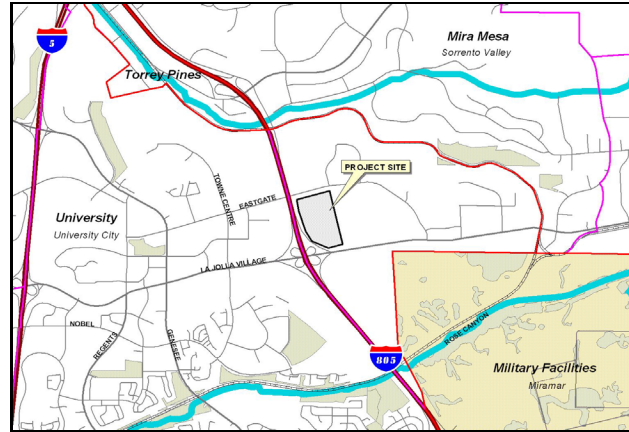 5
Mira Mesa
Sorrento Valley
Torrey Pines
PROJECT SITE
TOWNE CENTRE
EASTGATE
University
University City
LA JOLLA VILLAGE
NOBEL
REGENTS
GENESEE
ROSE CANYON
805
Military Facilities
Miramar